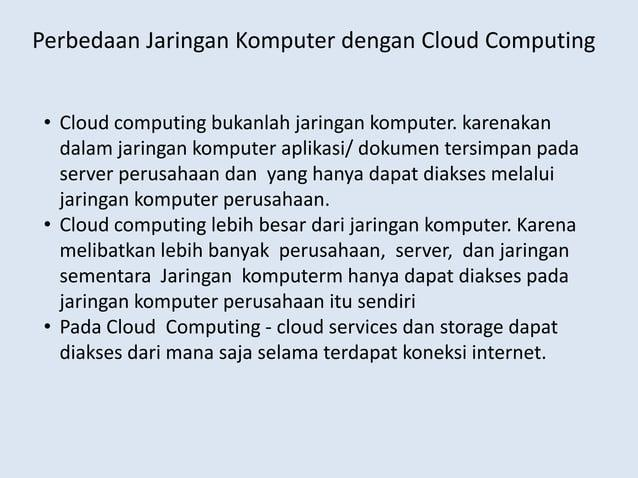 Perbedaan Jaringan Komputer dengan Cloud Computing
• Cloud computing bukanlah jaringan komputer. karenakan
dalam jaringan komputer aplikasi/ dokumen tersimpan pada
server perusahaan dan yang hanya dapat diakses melalui
jaringan komputer perusahaan.
• Cloud computing lebih besar dari jaringan komputer. Karena
melibatkan lebih banyak perusahaan, server, dan jaringan
sementara Jaringan komputerm hanya dapat diakses pada
jaringan komputer perusahaan itu sendiri
• Pada Cloud Computing - cloud services dan storage dapat
diakses dari mana saja selama terdapat koneksi internet.